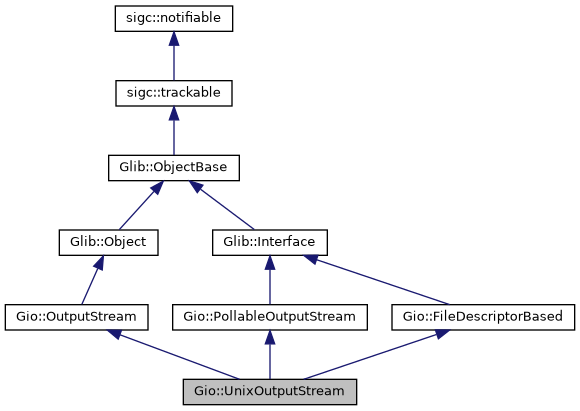 sigc::notifiable
sigc::trackable
Glib::ObjectBase
Glib::Object
Glib::Interface
Gio::OutputStream
Gio::PollableOutputStream
Gio::FileDescriptorBased
Gio::UnixOutputStream